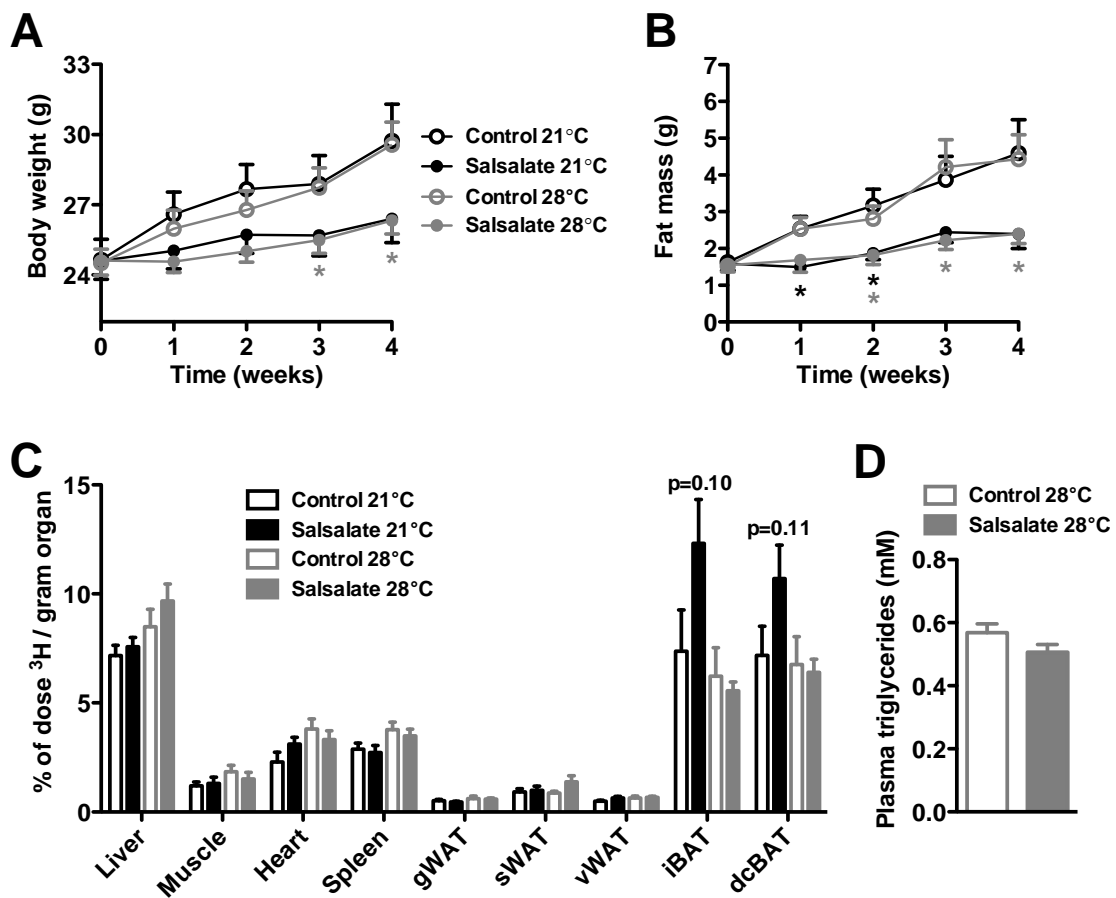 A
B
33
30
27
24
Body weight (g)
0
1
2
3
4
Time (weeks)
*
*
Control 21°C
Salsalate 21°C
Control 28°C
Salsalate 28°C
7
6
5
4
3
2
1
0
Fat mass (g)
*
*
*
*
*
0
1
2
3
4
Time (weeks)
C
15
10
5
0
% of dose ³H / gram organ
Control 21°C
Salsalate 21°C
Control 28°C
Salsalate 28°C
p=0.10
p=0.11
Liver
Muscle
Heart
Spleen
gWAT
sWAT
vWAT
iBAT
dcBAT
D
Control 28°C
Salsalate 28°C
0.8
0.6
0.4
0.2
0.0
Plasma triglycerides (mM)